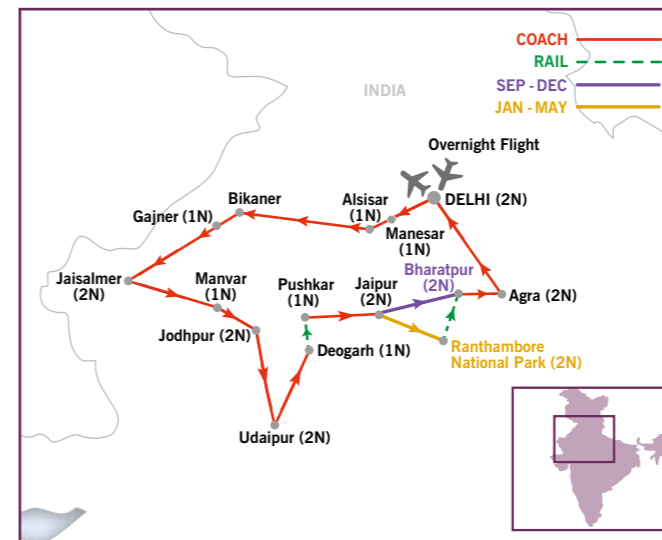 COACH
RAIL
SEP - DEC
JAN - MAY
INDIA
Overnight Flight
DELHI (2N)
Alsisar
(1N)
Manesar
(1N)
Bikaner
Gajner (1N)
Jaisalmer
(2N)
Manvar
(1N)
Jodhpur (2N)
Pushkar
(1N)
Jaipur
(2N)
Bharatpur
(2N)
Agra (2N)
Deogarh (1N)
Ranthambore
National Park (2N)
Udaipur (2N)